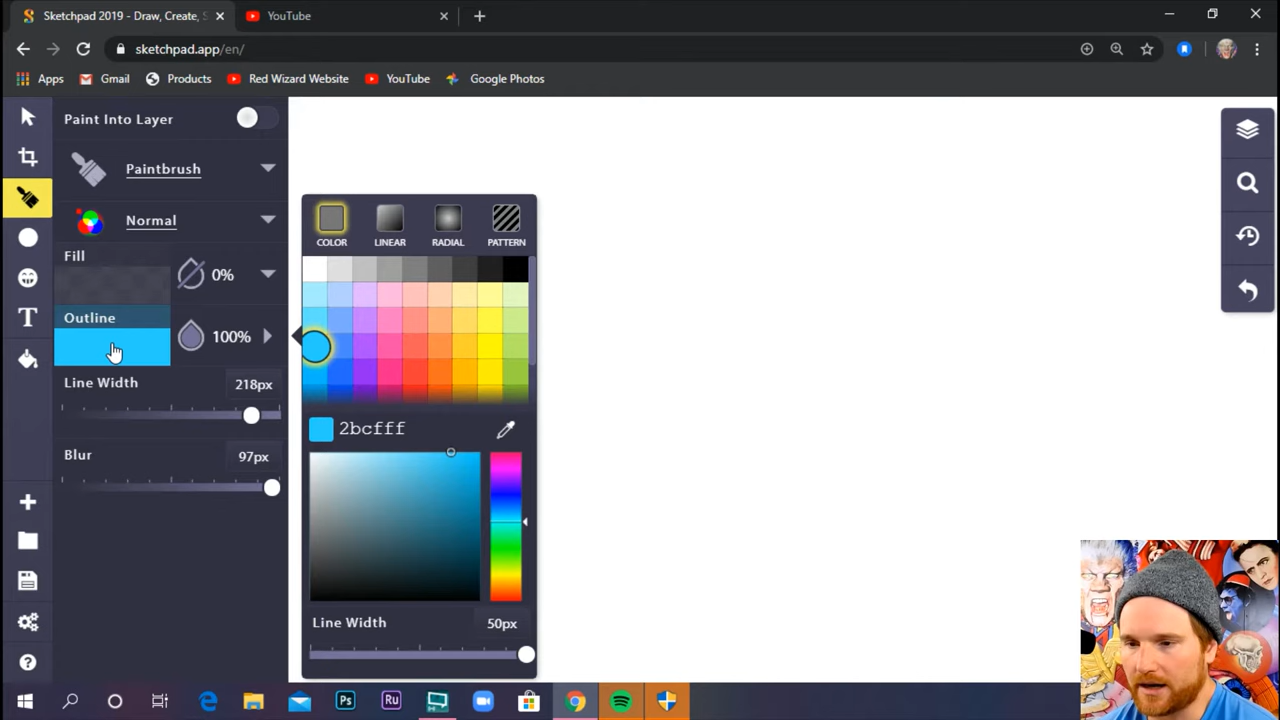 Sketchpad 2019 - Draw, Create, S
YouTube
sketchpad.app/en/
Apps
Gmail
Products
Red Wizard Website
YouTube
Google Photos
Paint Into Layer
Paintbrush
Normal
Fill
0%
Outline
100%
Line Width
218px
Blur
97px
COLOR
LINEAR
RADIAL
PATTERN
2bcfff
Line Width
50px
T
?
Ps
Ru